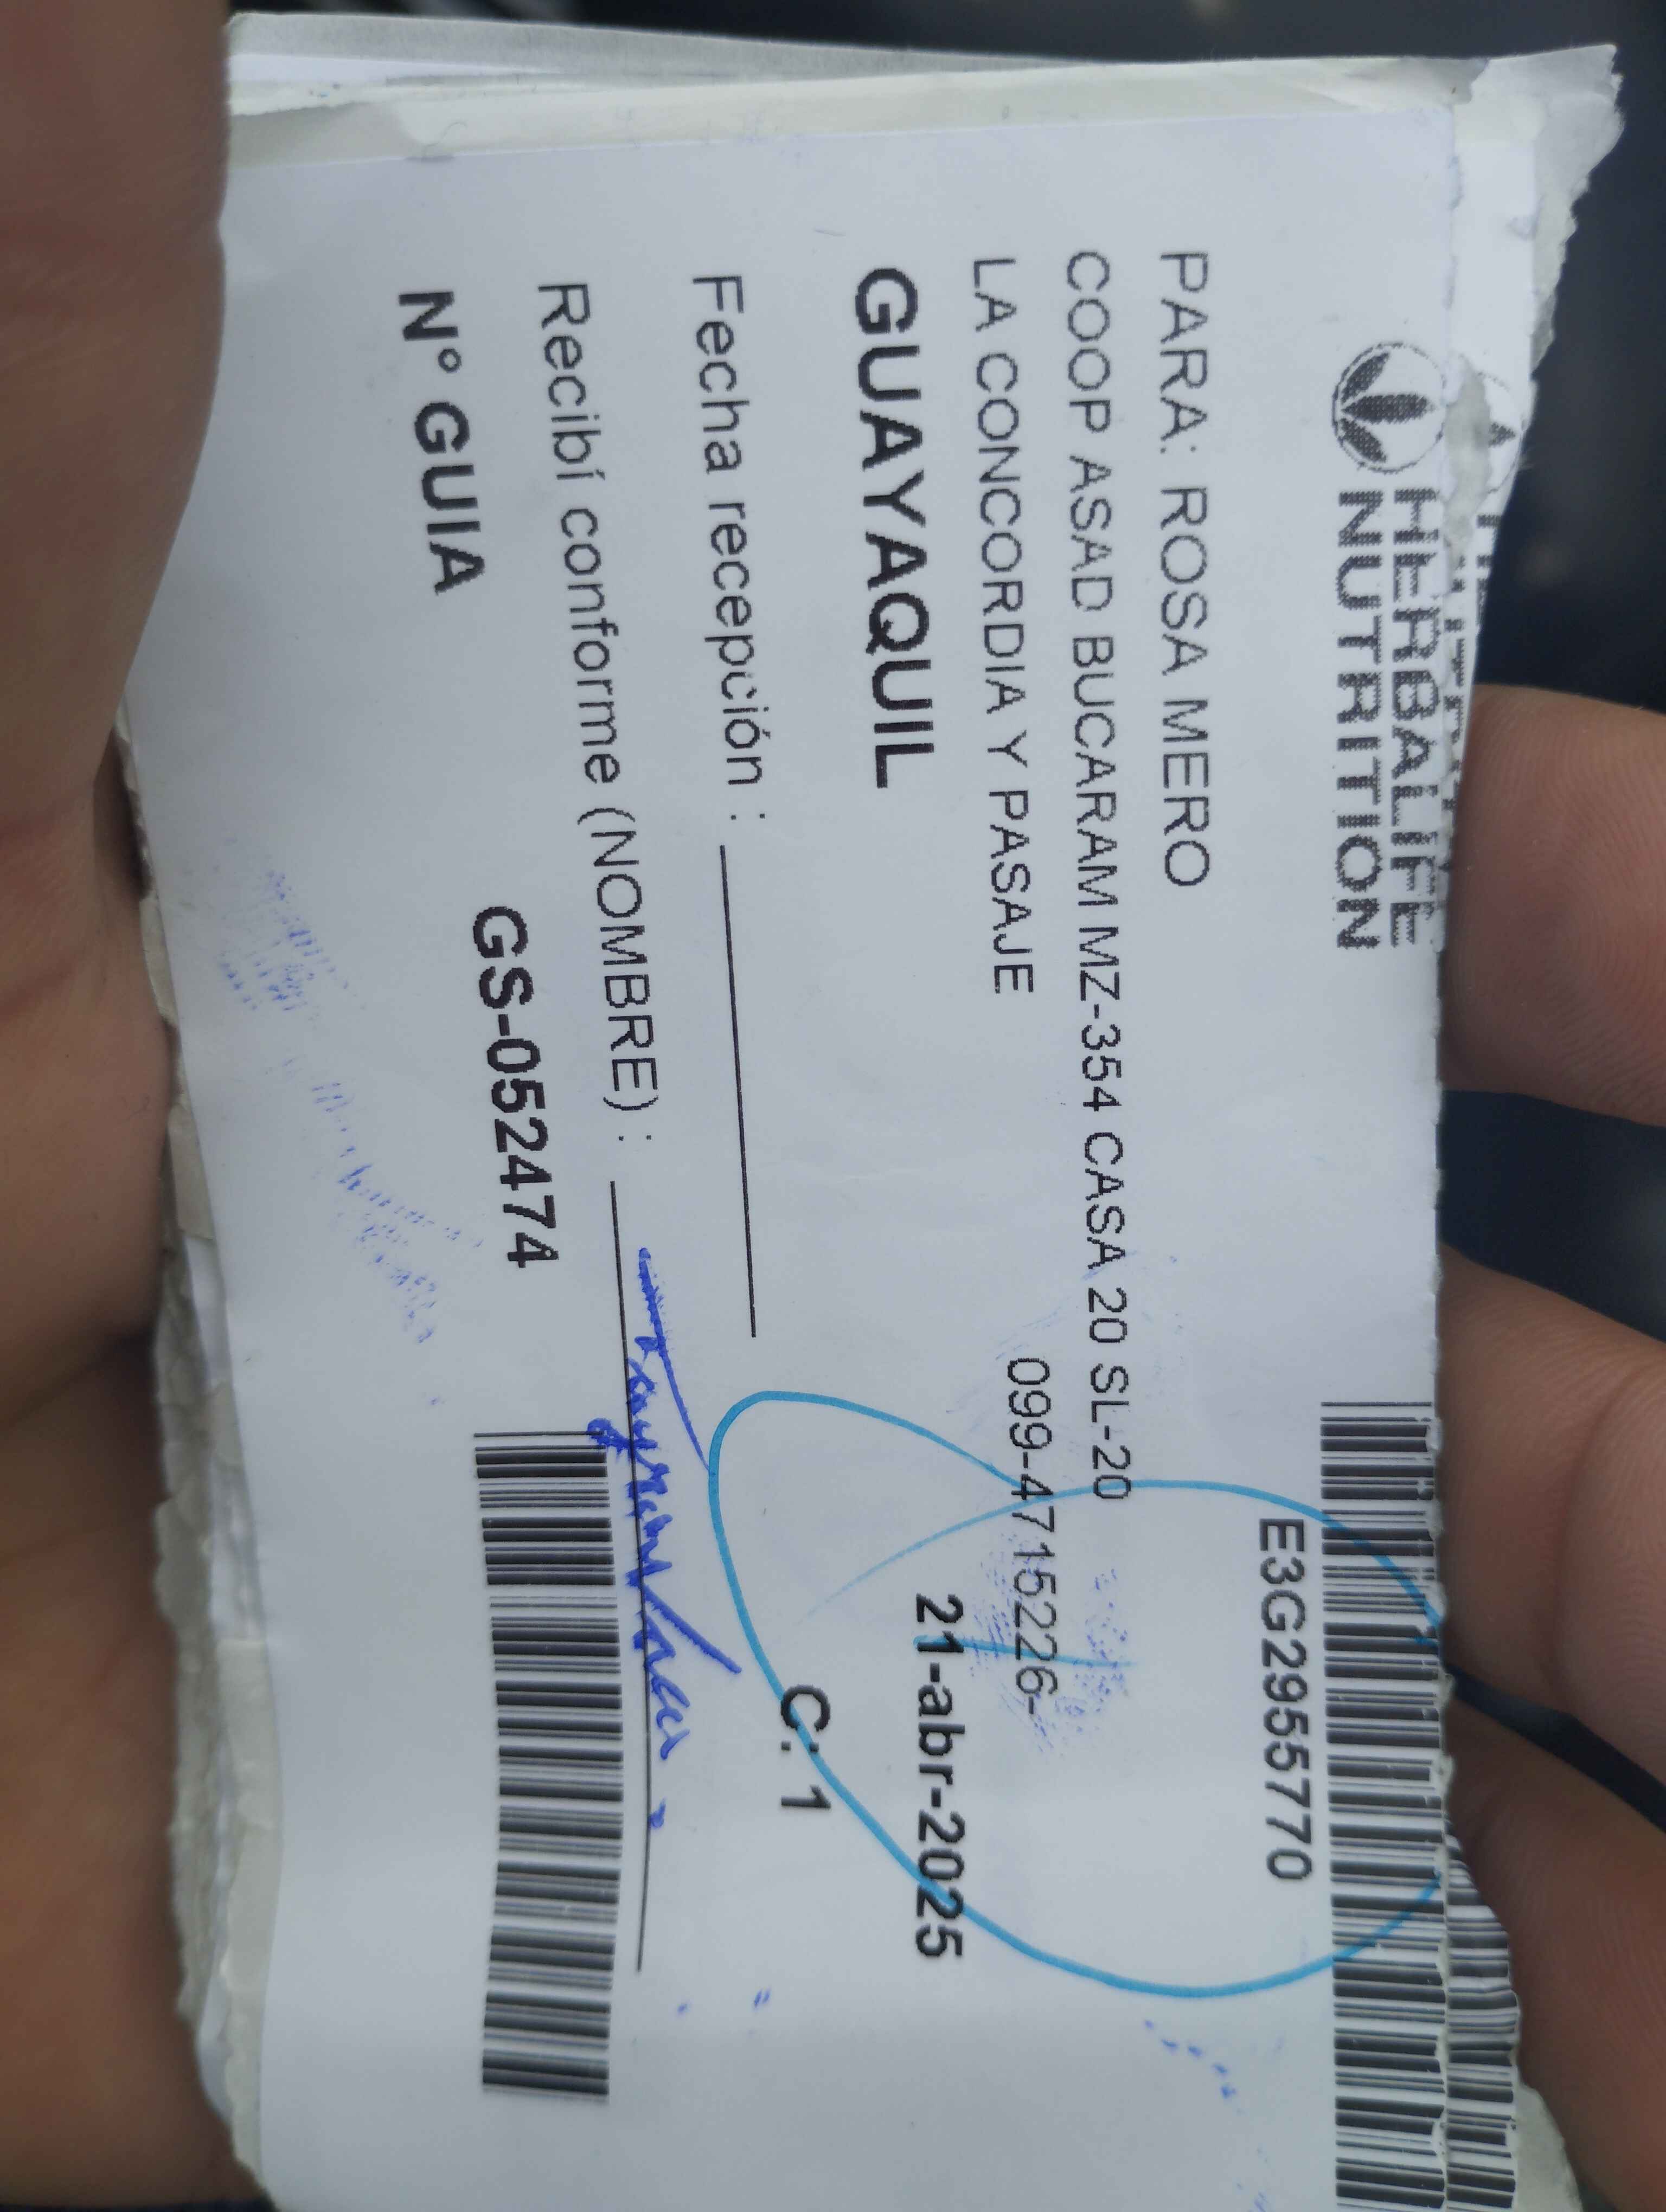 HERBALIFE
NUTRITION
E3G2955770
PARA: ROSA MERO
COOP ASAD BUCARAM MZ-354 CASA 20 SL-20
LA CONCORDIA Y PASAJE
099-4715226-
GUAYAQUIL
21-abr-2025
C: 1
Fecha recepción :
Recibí conforme (NOMBRE) :
N° GUIA
GS-052474